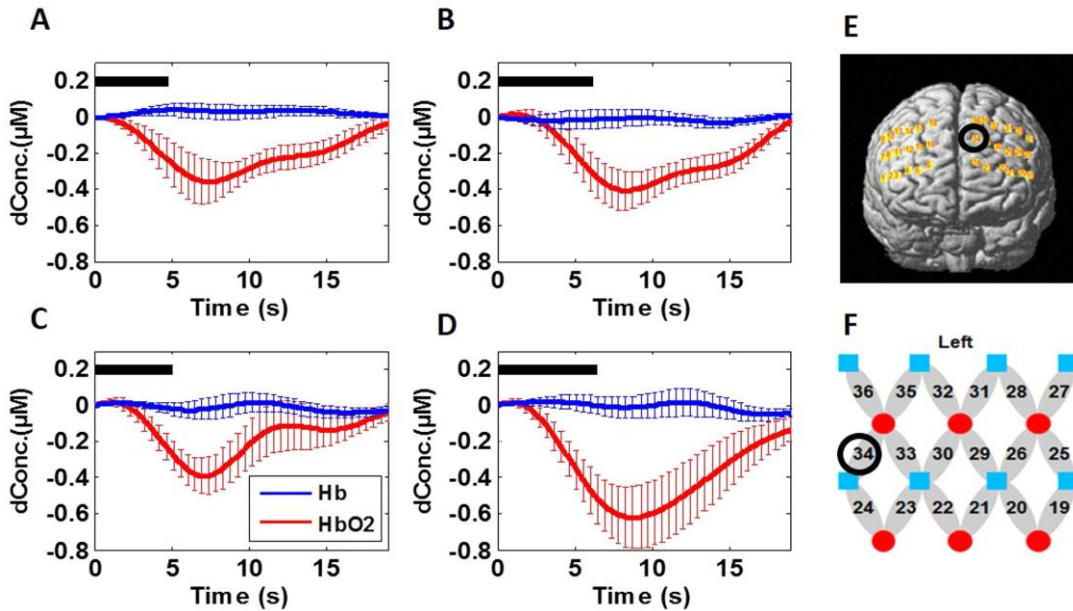 A
0.2
0
-0.2
-0.4
-0.6
-0.8
dConc.(µM)
0 5 10 15
Time (s)
B
0.2
0
-0.2
-0.4
-0.6
-0.8
dConc.(µM)
0 5 10 15
Time (s)
C
0.2
0
-0.2
-0.4
-0.6
-0.8
dConc.(µM)
Hb
HbO2
0 5 10 15
Time (s)
D
0.2
0
-0.2
-0.4
-0.6
-0.8
dConc.(µM)
0 5 10 15
Time (s)
E
F
Left
36 35 32 31 28 27
34 33 30 29 26 25
24 23 22 21 20 19